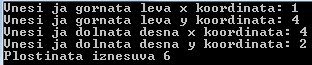 Vnesi ja gornata leva x koordinata: 1
Vnesi ja gornata leva y koordinata: 4
Vnesi ja dolnata desna x koordinata: 4
Vnesi ja dolnata desna y koordinata: 2
Plostinata iznesuva 6